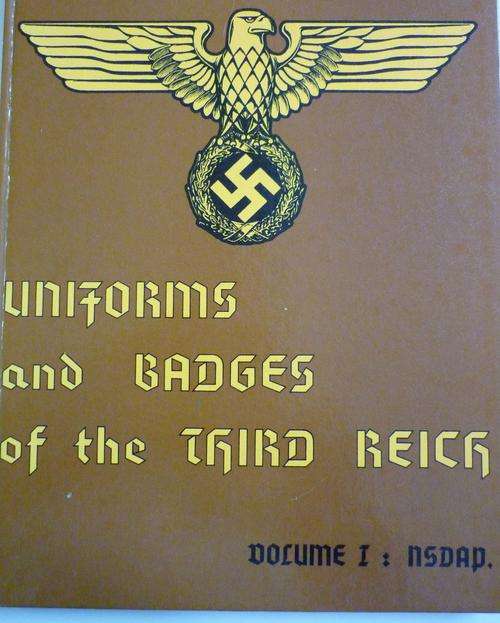 UNIFORMS
and BADGES
of the THIRD REICH
VOLUME I : NSDAP.